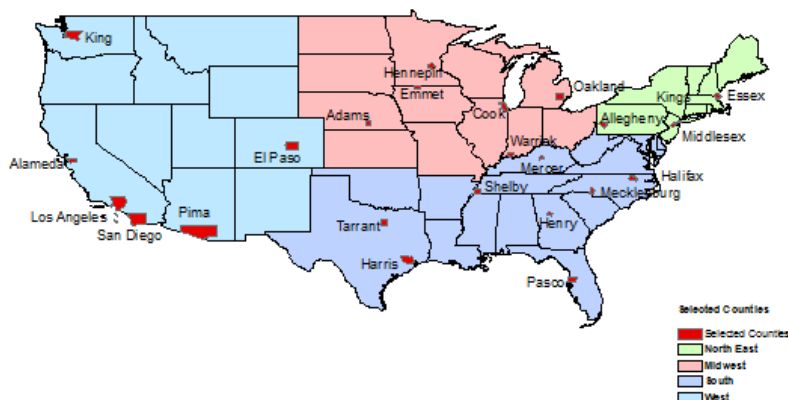 King
Hennepin
Emmet
Oakland
Kings
Essex
Adams
Cook
Allegheny
Middlesex
Alameda
El Paso
Warrick
Mercer
Halifax
Shelby
Mecklenburg
Los Angeles
Pima
San Diego
Tarrant
Henry
Harris
Pasco
Selected Counties
Selected Counties
North East
Midwest
South
West